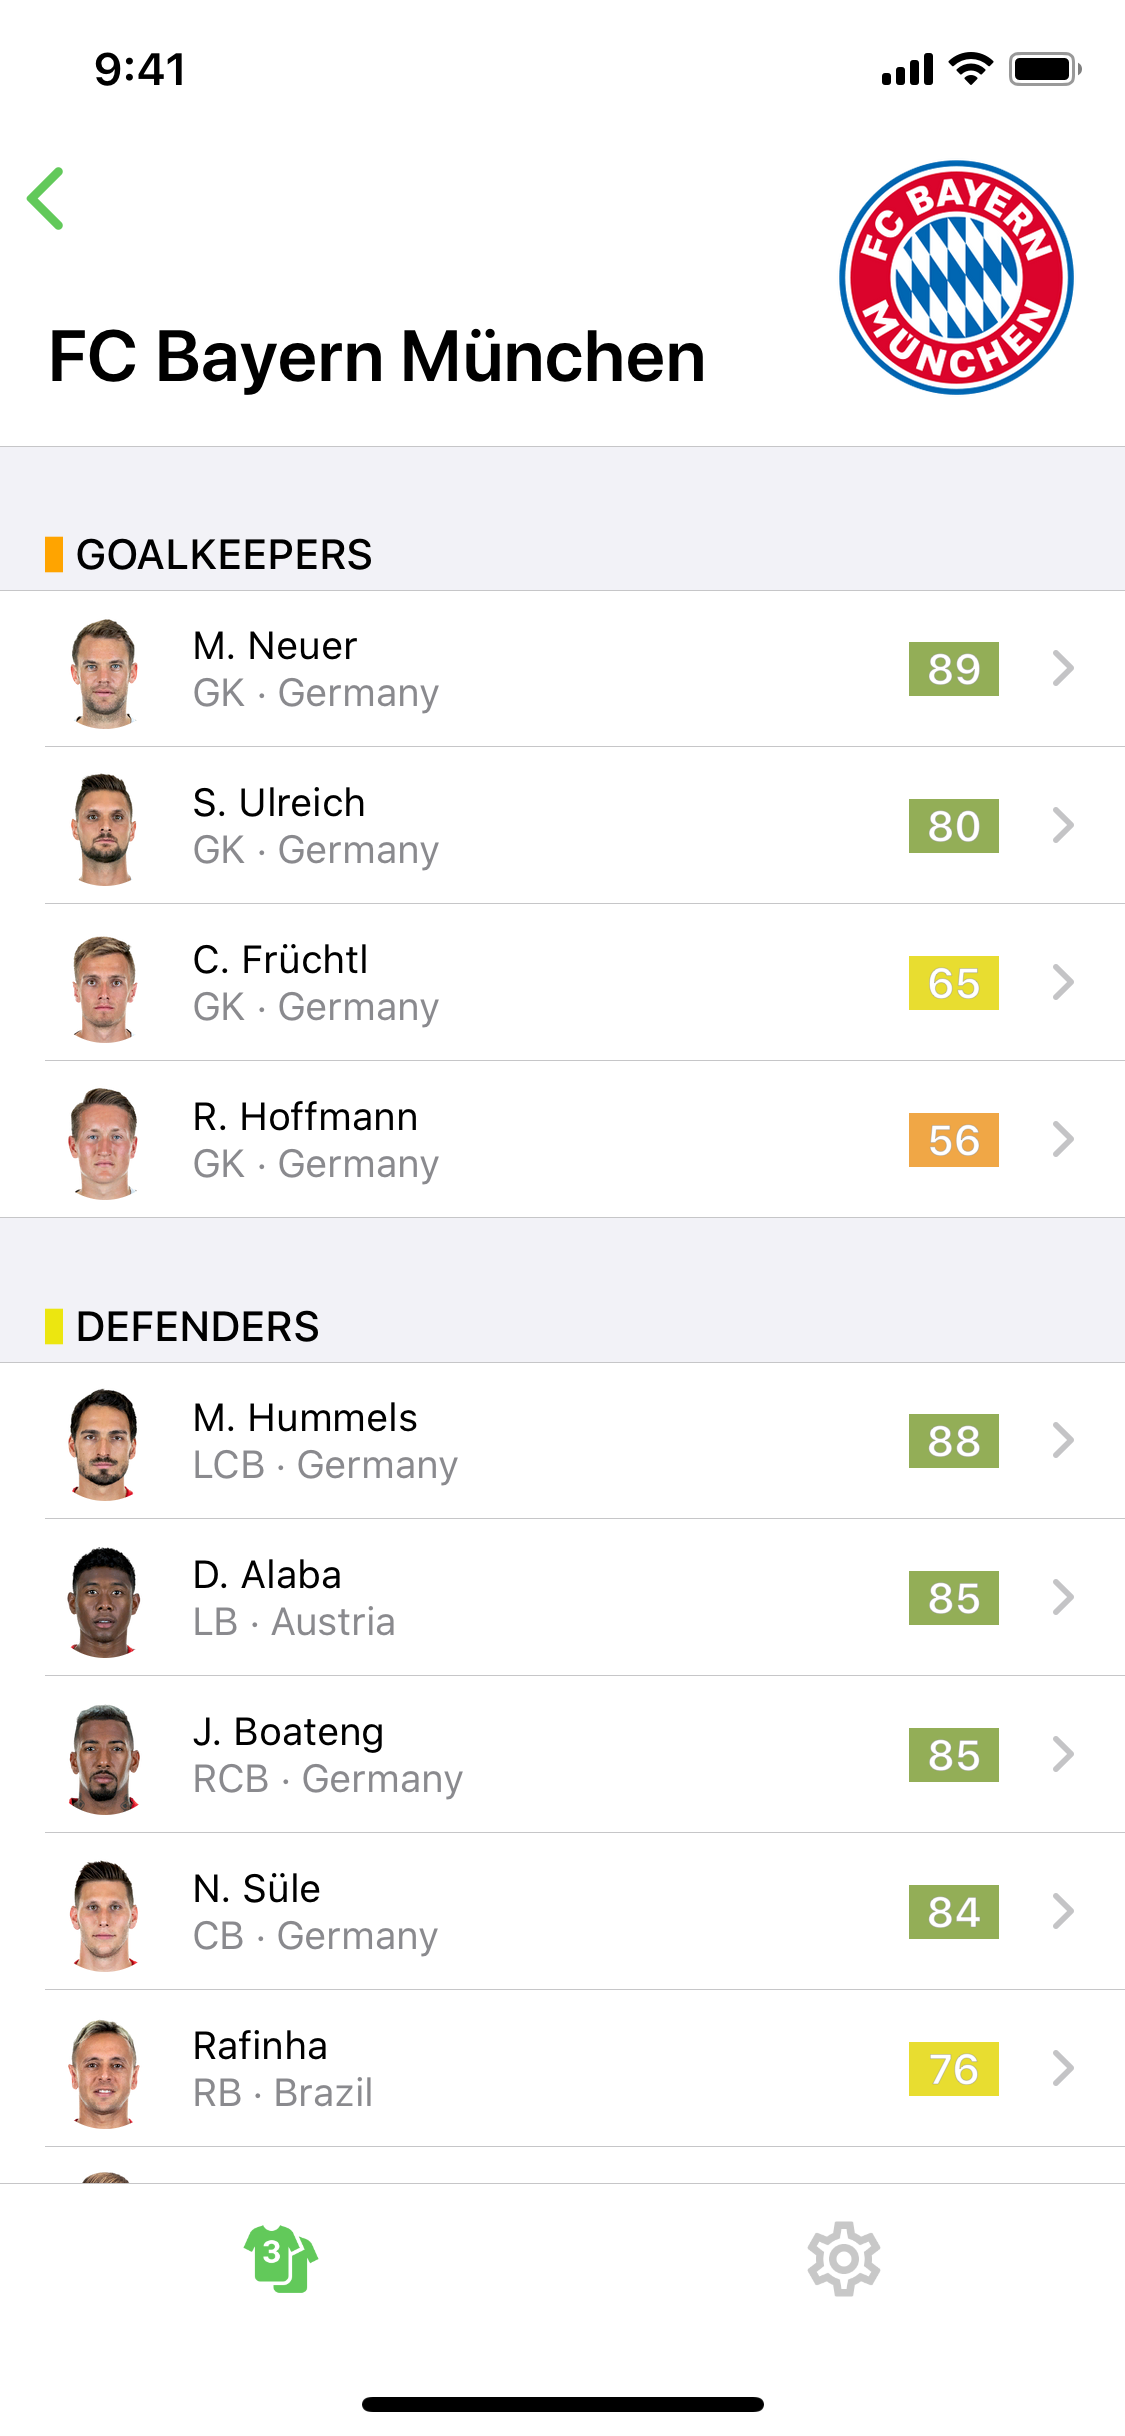 9:41
FC BAYERN
MÜNCHEN
FC Bayern München
GOALKEEPERS
M. Neuer
GK · Germany
89
S. Ulreich
GK · Germany
80
C. Früchtl
GK · Germany
65
R. Hoffmann
GK · Germany
56
DEFENDERS
M. Hummels
LCB · Germany
88
D. Alaba
LB · Austria
85
J. Boateng
RCB · Germany
85
N. Süle
CB · Germany
84
Rafinha
RB · Brazil
76
3